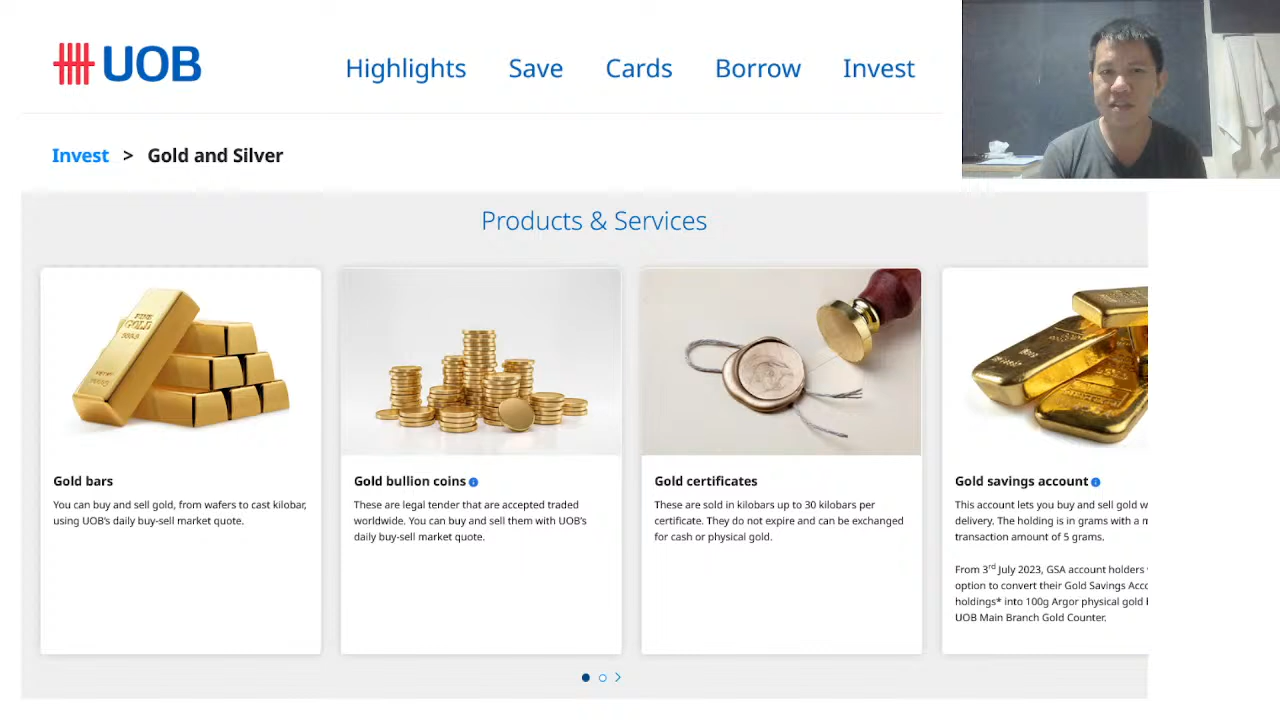 UOB
Highlights Save Cards Borrow Invest
Invest > Gold and Silver
Products & Services
FINE
GOLD
Gold bars
You can buy and sell gold, from wafers to cast kilobar,
using UOB's daily buy-sell market quote.
Gold bullion coins
These are legal tender that are accepted traded
worldwide. You can buy and sell them with UOB's
daily buy-sell market quote.
Gold certificates
These are sold in kilobars up to 30 kilobars per
certificate. They do not expire and can be exchanged
for cash or physical gold.
Gold savings account
This account lets you buy and sell gold w
delivery. The holding is in grams with a m
transaction amount of 5 grams.
From 3rd July 2023, GSA account holders
option to convert their Gold Savings Acco
holdings* into 100g Argor physical gold
UOB Main Branch Gold Counter.